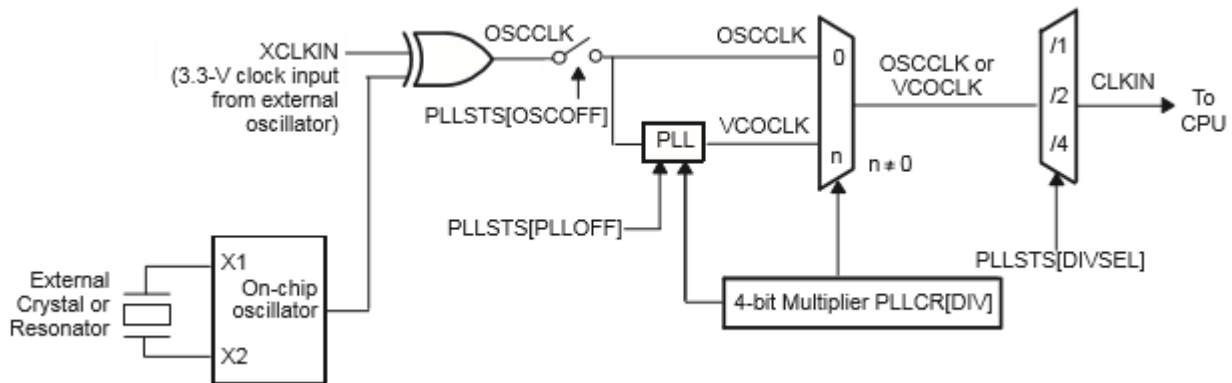 XCLKIN
(3.3-V clock input
from external
oscillator)
OSCCLK
PLLSTS[OSCOFF]
OSCCLK
0
OSCCLK or
VCOCLK
/1
/2
/4
CLKIN
To
CPU
PLL
VCOCLK
n
n ≠ 0
PLLSTS[PLLOFF]
PLLSTS[DIVSEL]
External
Crystal or
Resonator
X1
On-chip
oscillator
X2
4-bit Multiplier PLLCR[DIV]